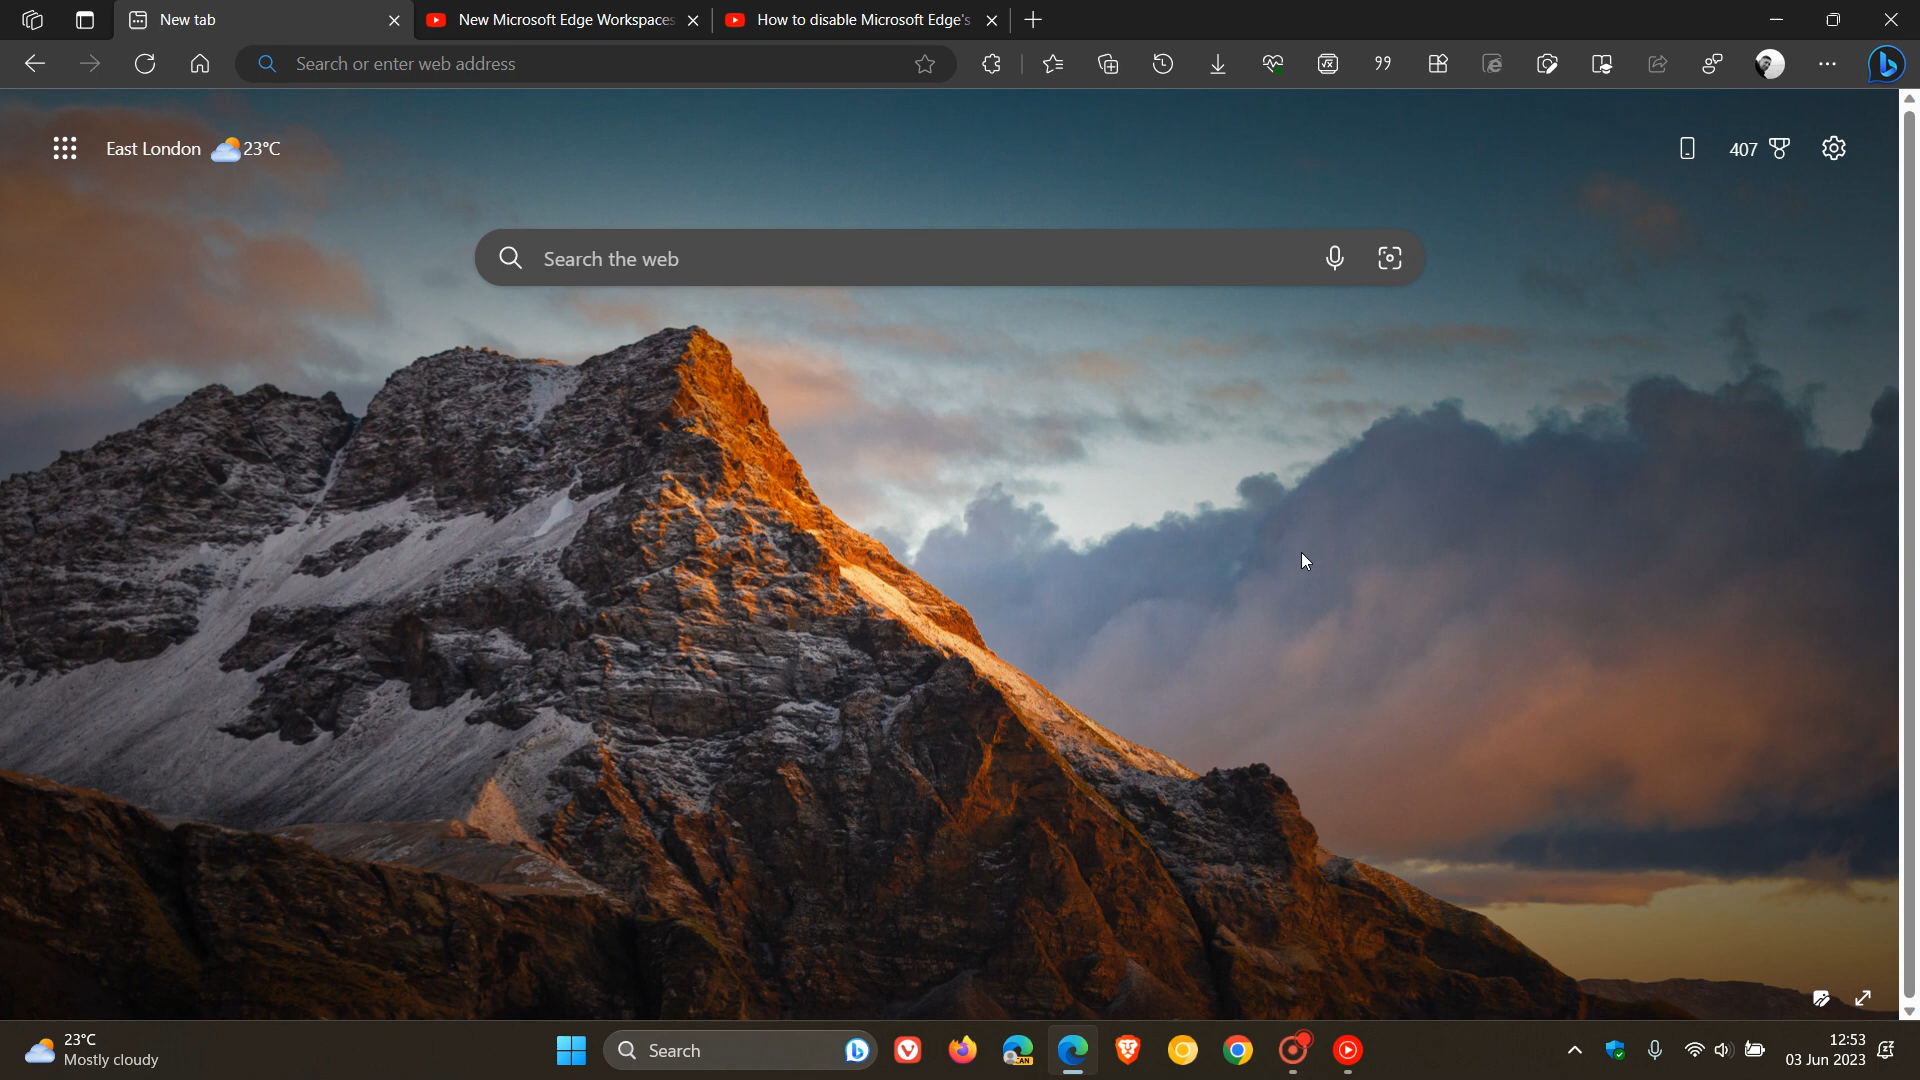 New tab
New Microsoft Edge Workspaces
How to disable Microsoft Edge's
Search or enter web address
East London 23°C
407
Search the web
23°C
Mostly cloudy
Search
CAN
12:53
03 Jun 2023